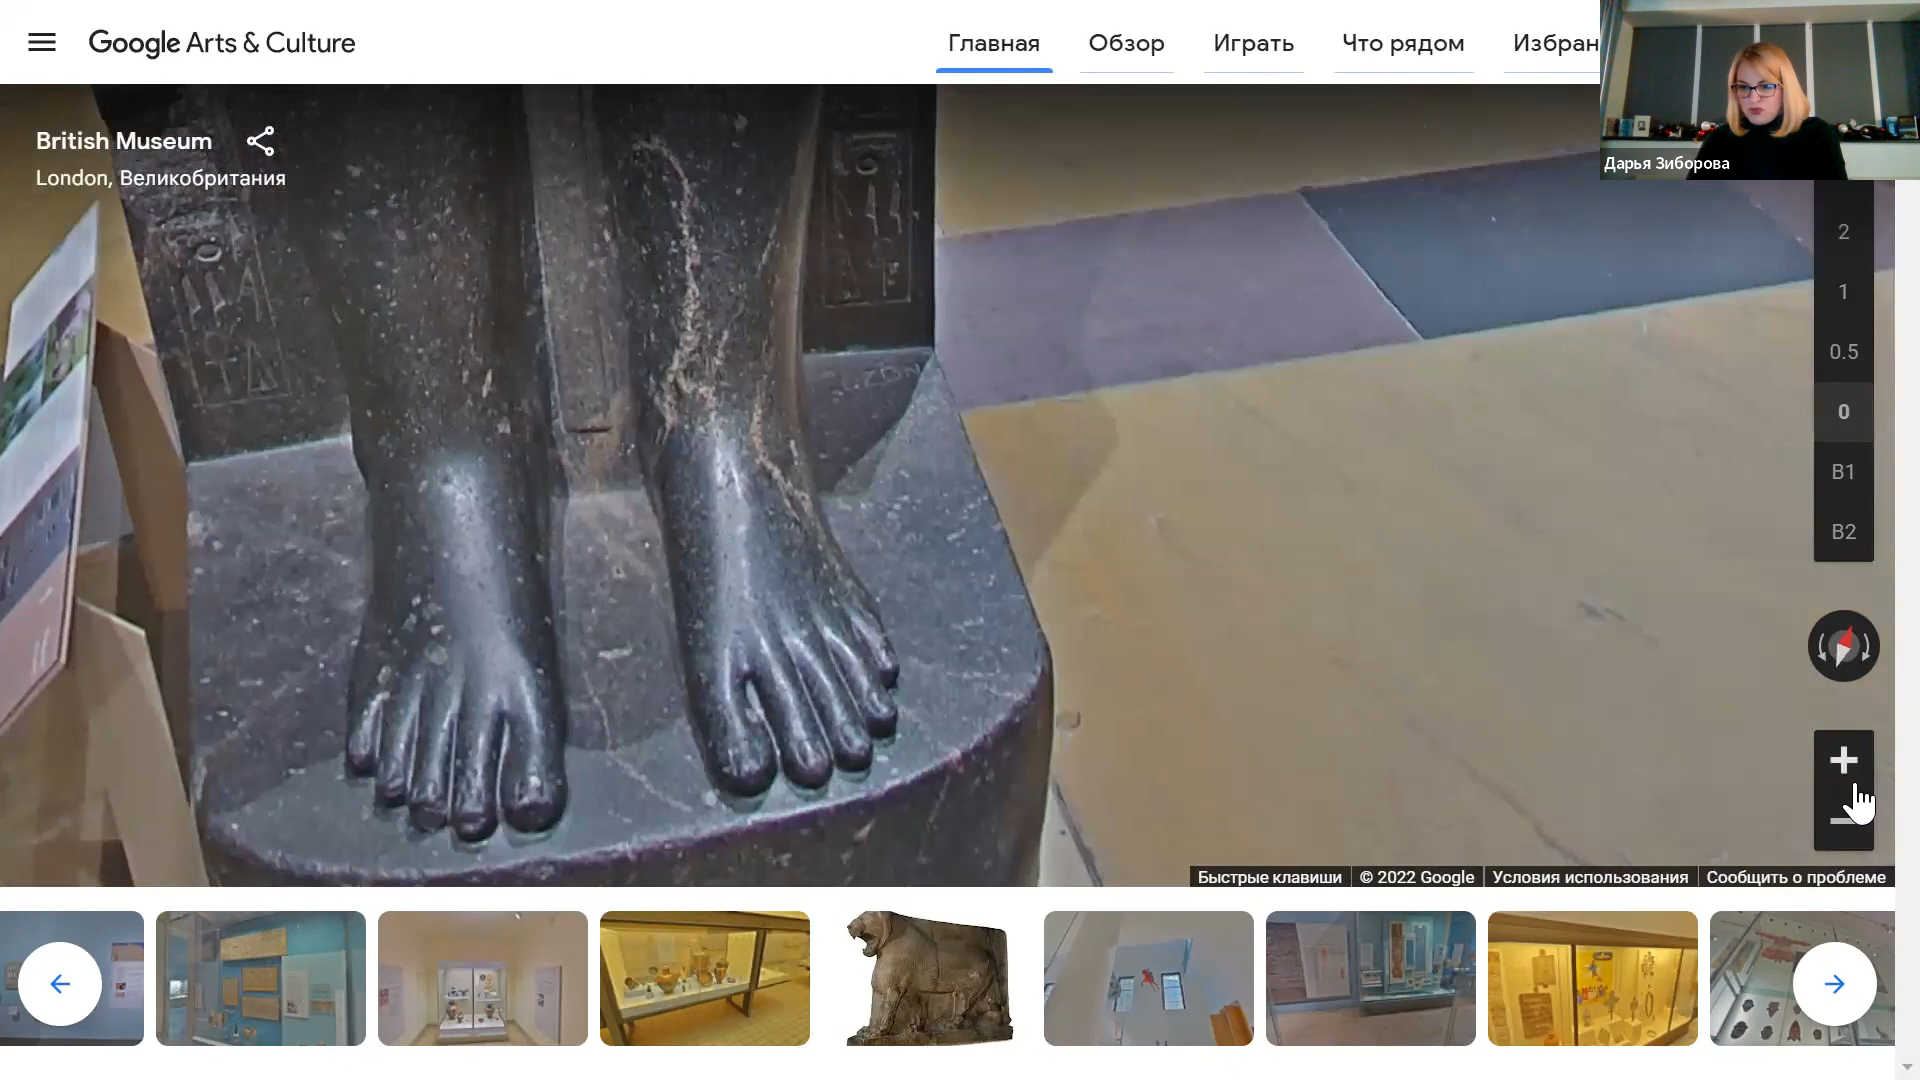 Google Arts & Culture
Главная
Обзор
Играть
Что рядом
Избран
British Museum
London, Великобритания
Дарья Зиборова
2
1
0.5
0
B1
B2
Быстрые клавиши
© 2022 Google
Условия использования
Сообщить о проблеме